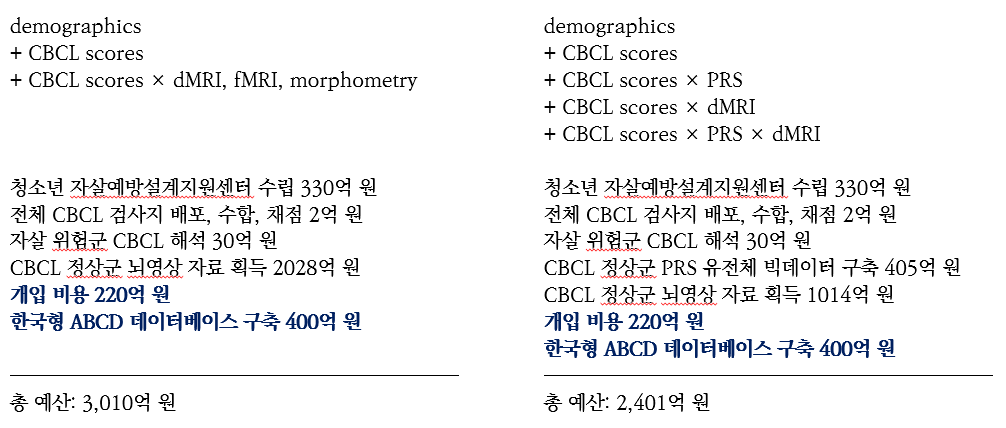 demographics
+ CBCL scores
+ CBCL scores × dMRI, fMRI, morphometry
청소년 자살예방설계지원센터 수립 330억 원
전체 CBCL 검사지 배포, 수합, 채점 2억 원
자살 위험군 CBCL 해석 30억 원
CBCL 정상군 뇌영상 자료 획득 2028억 원
개입 비용 220억 원
한국형 ABCD 데이터베이스 구축 400억 원
총 예산: 3,010억 원
demographics
+ CBCL scores
+ CBCL scores × PRS
+ CBCL scores × dMRI
+ CBCL scores × PRS × dMRI
청소년 자살예방설계지원센터 수립 330억 원
전체 CBCL 검사지 배포, 수합, 채점 2억 원
자살 위험군 CBCL 해석 30억 원
CBCL 정상군 PRS 유전체 빅데이터 구축 405억 원
CBCL 정상군 뇌영상 자료 획득 1014억 원
개입 비용 220억 원
한국형 ABCD 데이터베이스 구축 400억 원
총 예산: 2,401억 원